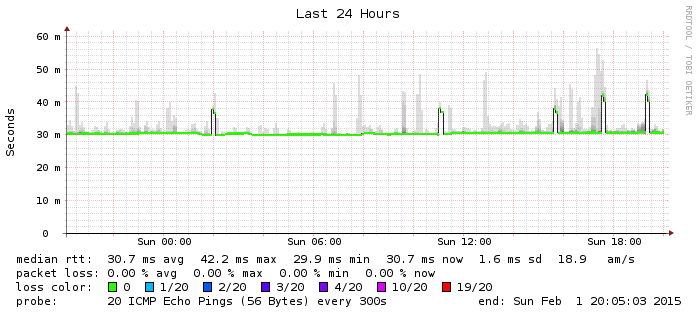 Last 24 Hours
RRDTOOL / TOBI OETIKER
Seconds
60 m
50 m
40 m
30 m
20 m
10 m
0
Sun 00:00 Sun 06:00 Sun 12:00 Sun 18:00
median rtt: 30.7 ms avg 42.2 ms max 29.9 ms min 30.7 ms now 1.6 ms sd 18.9 am/s
packet loss: 0.00 % avg 0.00 % max 0.00 % min 0.00 % now
loss color: 0 1/20 2/20 3/20 4/20 10/20 19/20
probe: 20 ICMP Echo Pings (56 Bytes) every 300s end: Sun Feb 1 20:05:03 2015